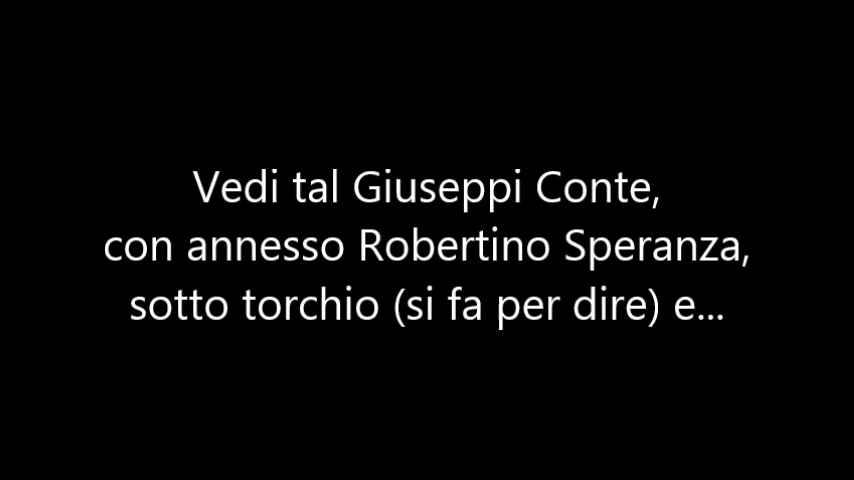 Vedi tal Giuseppi Conte,
con annesso Robertino Speranza,
sotto torchio (si fa per dire) e...